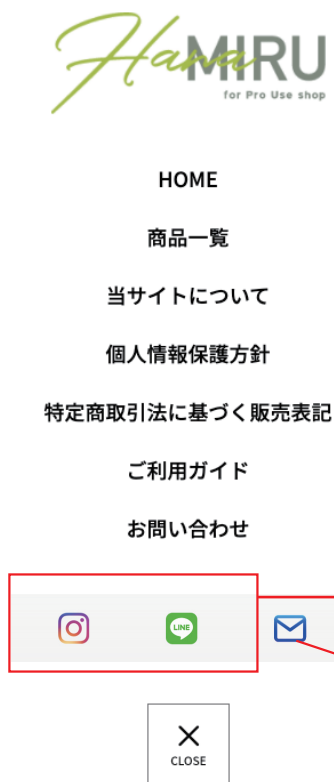 HanaMIRU
for Pro Use shop
HOME
商品一覧
当サイトについて
個人情報保護方針
特定商取引法に基づく販売表記
ご利用ガイド
お問い合わせ
LINE
CLOSE